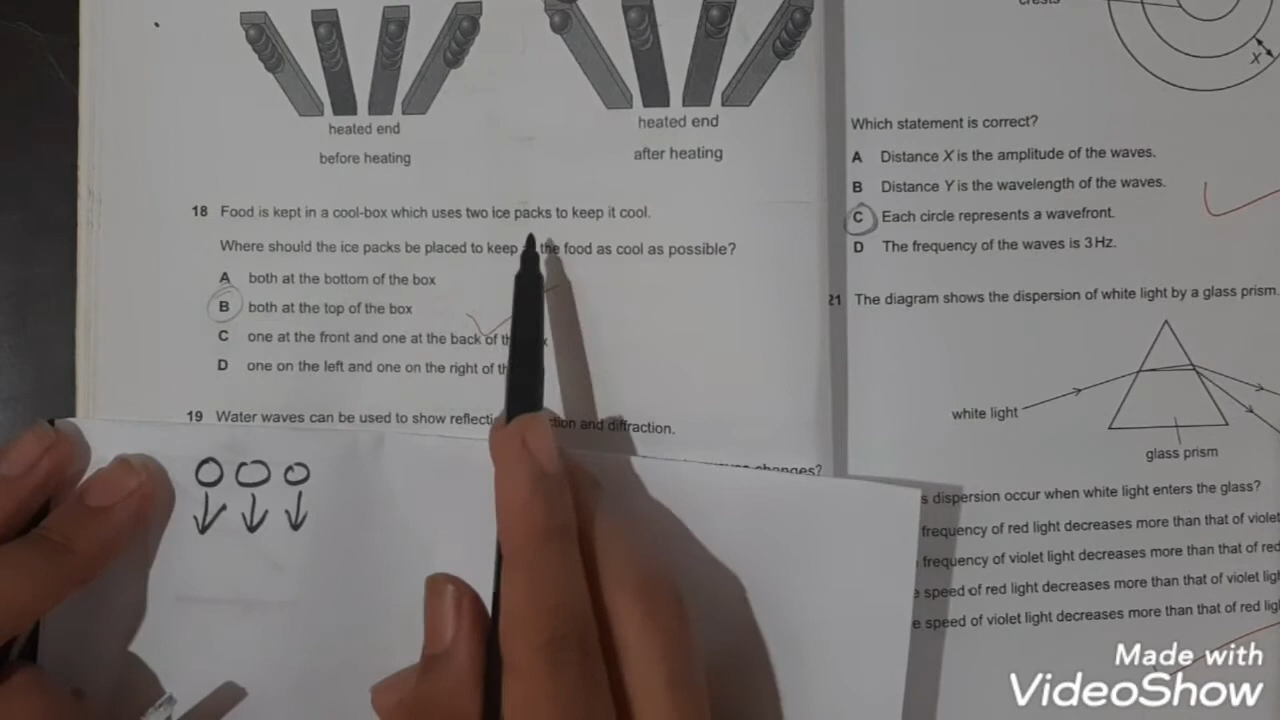 crests
X
heated end
before heating
heated end
after heating
18 Food is kept in a cool-box which uses two ice packs to keep it cool.
Where should the ice packs be placed to keep the food as cool as possible?
A both at the bottom of the box
B both at the top of the box
C one at the front and one at the back of
D one on the left and one on the right of
19 Water waves can be used to show and diffraction.
changes?
Which statement is correct?
A Distance X is the amplitude of the waves.
B Distance Y is the wavelength of the waves.
C Each circle represents a wavefront.
D The frequency of the waves is 3 Hz.
21 The diagram shows the dispersion of white light by a glass prism.
white light
glass prism
dispersion occur when white light enters the glass?
frequency of red light decreases more than that of violet
frequency of violet light decreases more than that of red
speed of red light decreases more than that of violet
speed of violet light decreases more than that of red
Made with
VideoShow